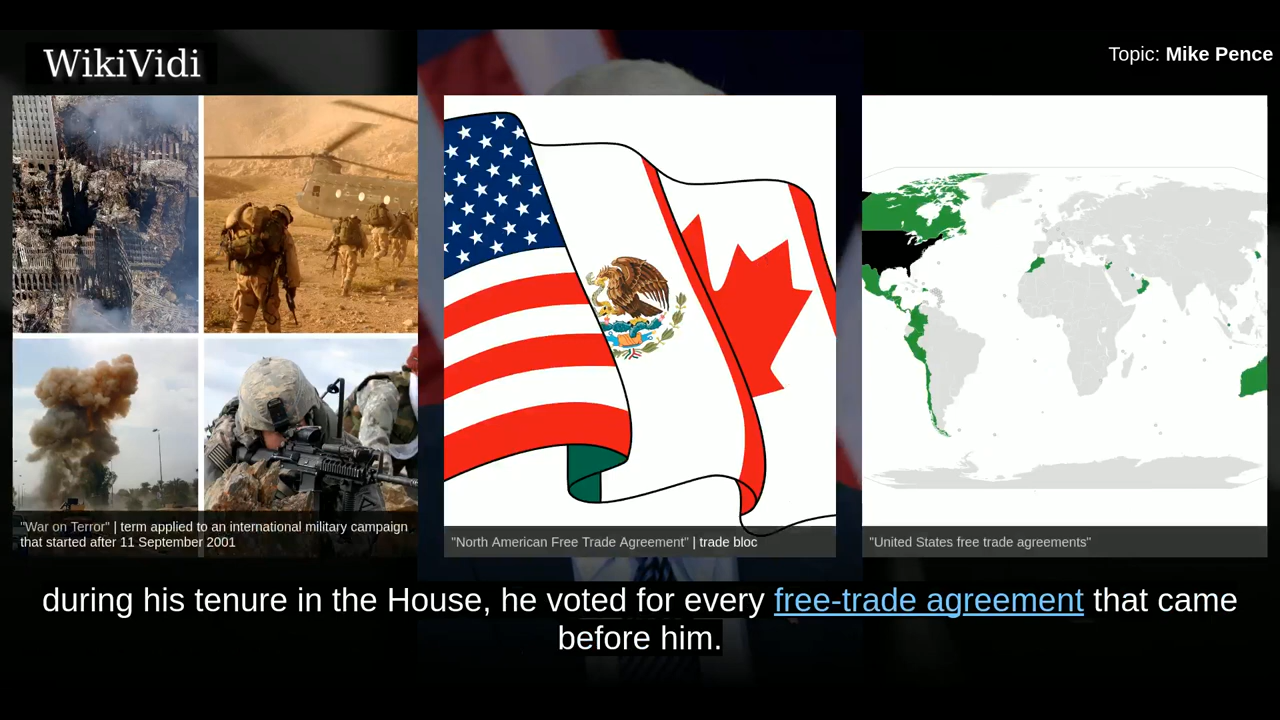 WikiVidi
Topic: Mike Pence
"War on Terror" | term applied to an international military campaign
that started after 11 September 2001
"North American Free Trade Agreement" | trade bloc
"United States free trade agreements"
during his tenure in the House, he voted for every free-trade agreement that came
before him.